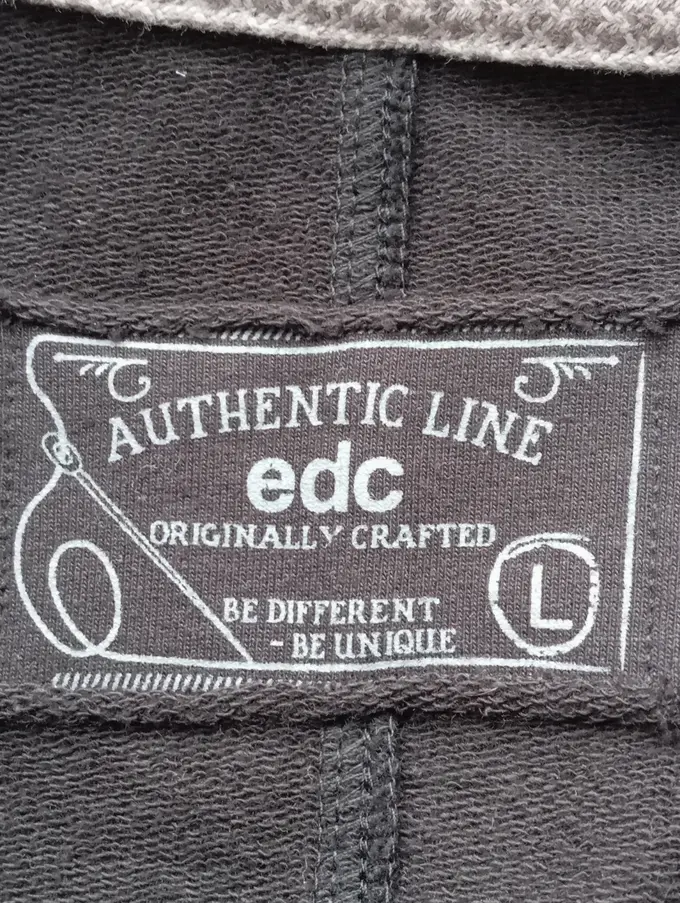 AUTHENTIC LINE
edc
ORIGINALLY CRAFTED
BE DIFFERENT
- BE UNIQUE
L